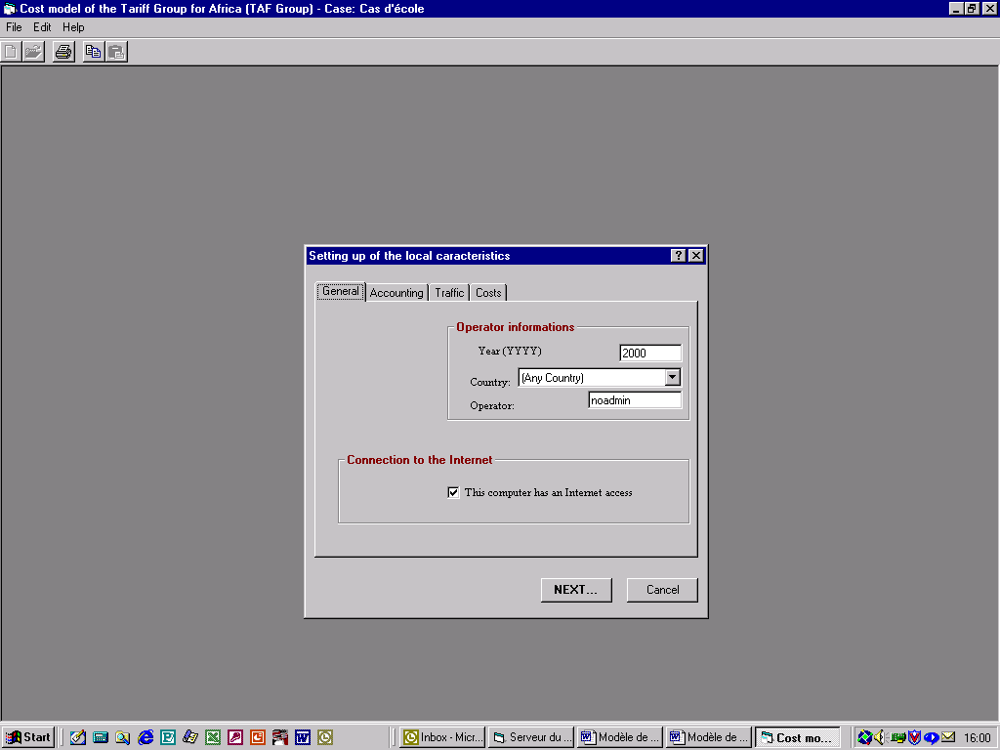 Cost model of the Tariff Group for Africa (TAF Group) - Case: Cas d'école
File Edit Help
Setting up of the local caracteristics
General Accounting Traffic Costs
Operator informations
Year (YYYY) 2000
Country: (Any Country)
Operator: noadmin
Connection to the Internet
This computer has an Internet access
NEXT... Cancel
Start Inbox - Micr... Serveur du ... Modèle de ... Modèle de ... Cost mo... 16:00